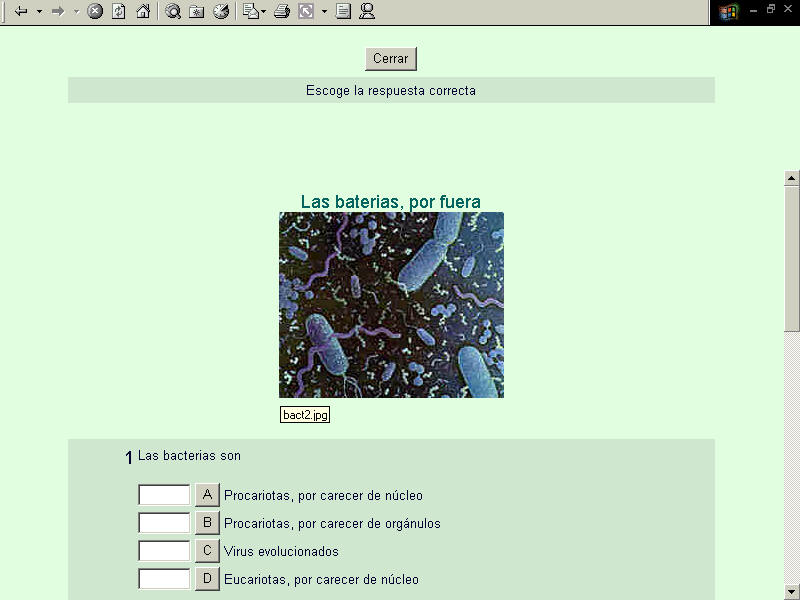 Cerrar
Escoge la respuesta correcta
Las baterias, por fuera
bact2.jpg
1 Las bacterias son
A Procariotas, por carecer de núcleo
B Procariotas, por carecer de orgánulos
C Virus evolucionados
D Eucariotas, por carecer de núcleo